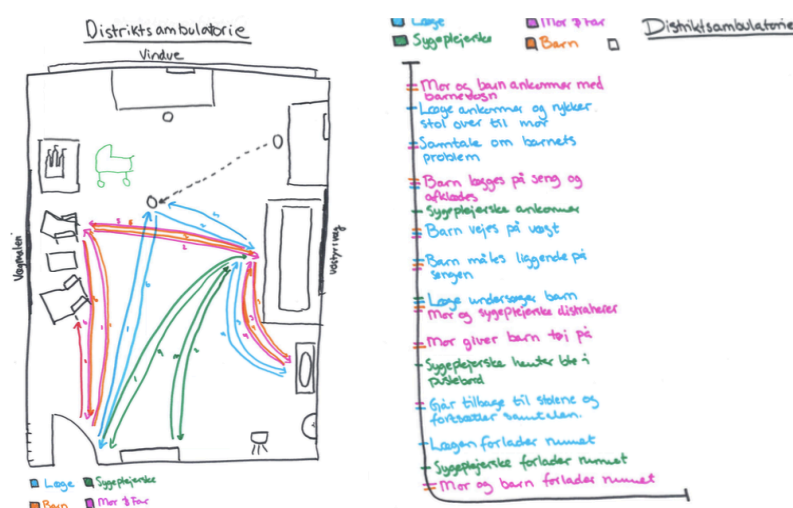 Distriktsambulatorie
Vindue
Vægmaleri
Læge
Sygeplejerske
Barn
Mor & Far
Læge
Mor & Far
Sygeplejerske
Barn
Distriktsambulatorie
Mor og barn ankommer med
barnevogn
Læge ankommer og rykker
stol over til mor
Samtale om barnets
problem
Barn lægges på seng og
afklædes
Sygeplejerske ankommer
Barn vejes på vægt
Barn måles liggende på
sengen
Læge undersøger barn
Mor og sygeplejerske distraherer
Mor giver barn tøj på
Sygeplejerske henter ble i
puslebord
Går tilbage til stolene og
fortsætter samtalen.
Lægen forlader rummet
Sygeplejerske forlader rummet
Mor og barn forlader rummet